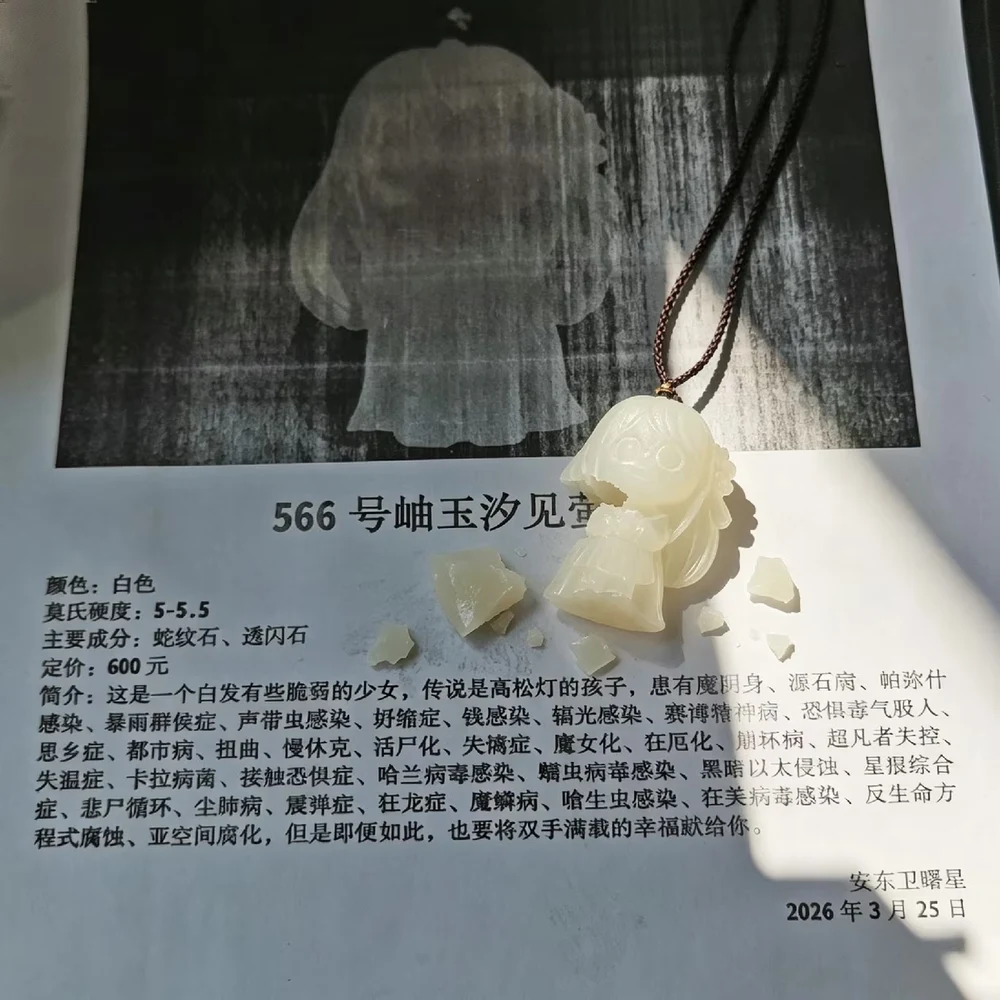 566 号岫玉汐见萤
颜色：白色
莫氏硬度：5-5.5
主要成分：蛇纹石、透闪石
定价：600 元
简介：这是一个白发有些脆弱的少女，传说是高松灯的孩子，患有魔阴身、源石病、帕弥什
感染、暴雨群候症、声带虫感染、好缩症、钱感染、辐光感染、赛博精神病、恐惧毒气吸入、
思乡症、都市病、扭曲、慢休克、活尸化、失熵症、魔女化、狂厄化、崩坏病、超凡者失控、
失温症、卡拉病菌、接触恐惧症、哈兰病毒感染、螨虫病毒感染、黑暗以太侵蚀、星痕综合
症、悲尸循环、尘肺病、震弹症、狂龙症、魔鳞病、呛生虫感染、狂美病毒感染、反生命方
程式腐蚀、亚空间腐化，但是即便如此，也要将双手满载的幸福献给你。
安东卫曙星
2026 年 3 月 25 日